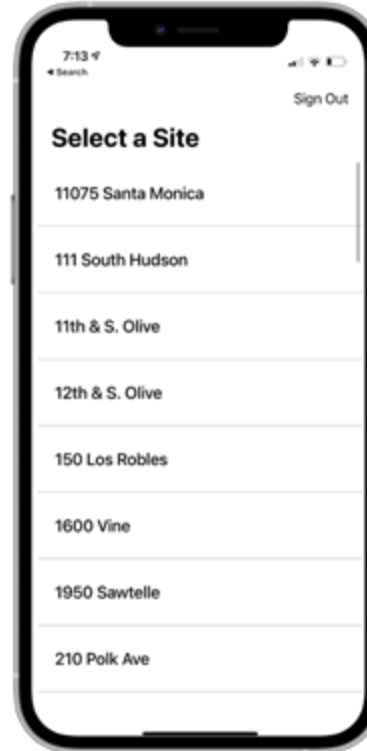 7:13
Search
Sign Out
Select a Site
11075 Santa Monica
111 South Hudson
11th & S. Olive
12th & S. Olive
150 Los Robles
1600 Vine
1950 Sawtelle
210 Polk Ave